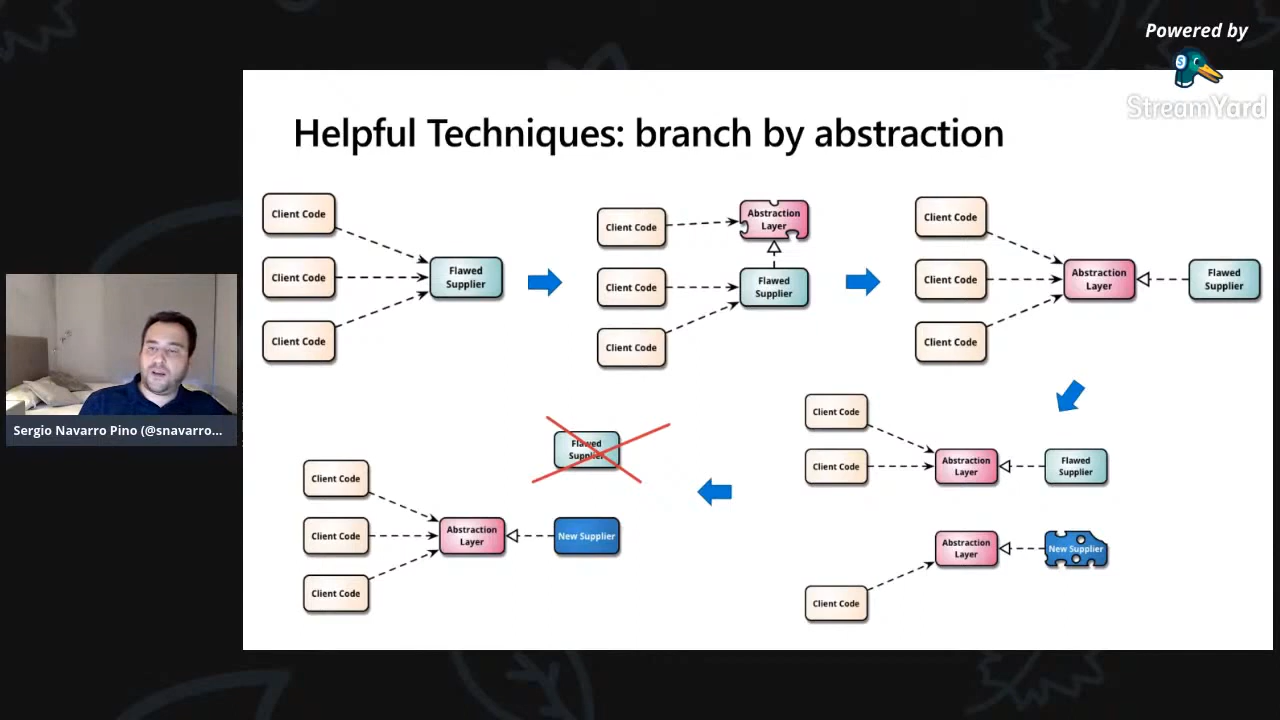 Powered by
StreamYard
Helpful Techniques: branch by abstraction
Client Code
Client Code
Client Code
Flawed
Supplier
Client Code
Client Code
Client Code
Abstraction
Layer
Flawed
Supplier
Client Code
Client Code
Client Code
Abstraction
Layer
Flawed
Supplier
Client Code
Client Code
Abstraction
Layer
Flawed
Supplier
Client Code
Abstraction
Layer
New Supplier
Client Code
Client Code
Client Code
Abstraction
Layer
Flawed
Supplier
New Supplier
Sergio Navarro Pino (@snavarro...